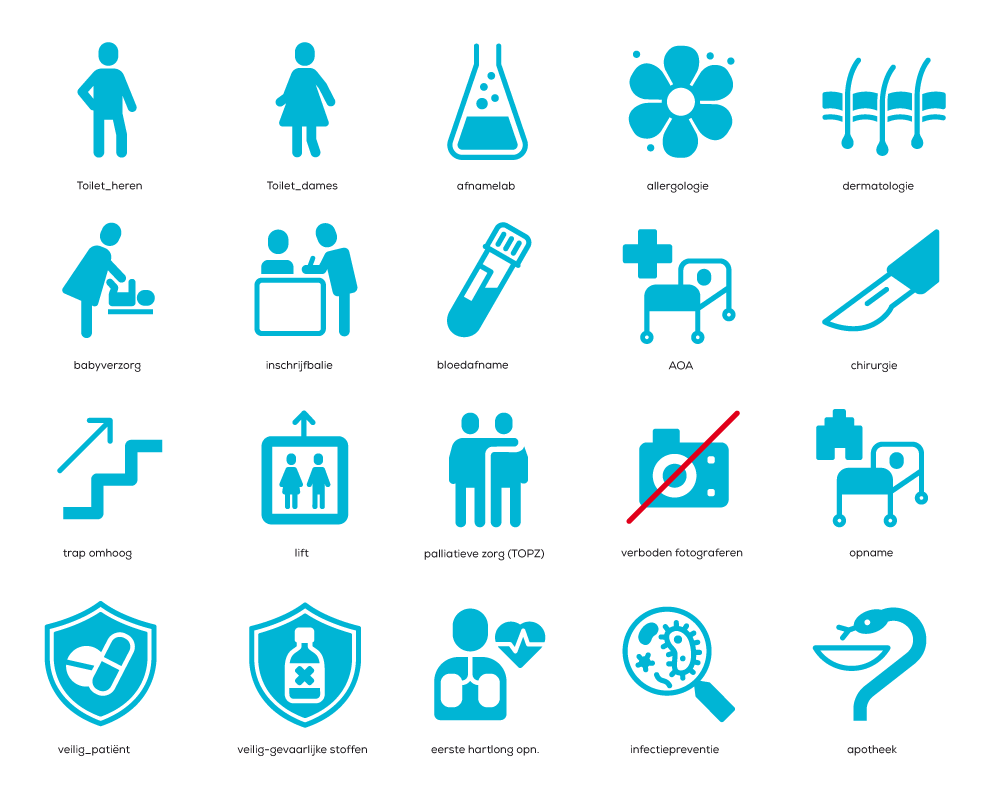 Toilet_heren
Toilet_dames
afnamelab
allergologie
dermatologie
babyverzorg
inschrijfbalie
bloedafname
AOA
chirurgie
trap omhoog
lift
palliatieve zorg (TOPZ)
verboden fotograferen
opname
veilig_patiënt
veilig-gevaarlijke stoffen
eerste hartlong opn.
infectiepreventie
apotheek